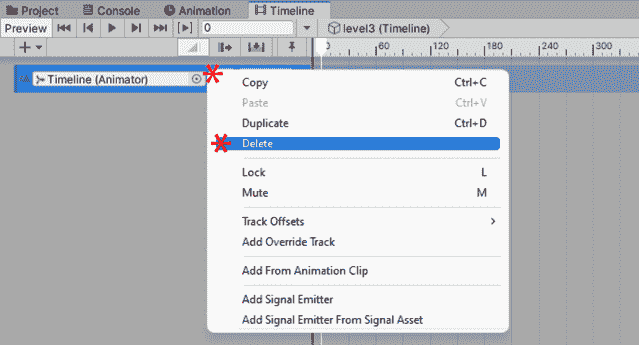 Project Console Animation Timeline
Preview 0 level3 (Timeline)
0 60 120 180 240 300
Timeline (Animator)
Copy Ctrl+C
Paste Ctrl+V
Duplicate Ctrl+D
Delete
Lock L
Mute M
Track Offsets
Add Override Track
Add From Animation Clip
Add Signal Emitter
Add Signal Emitter From Signal Asset